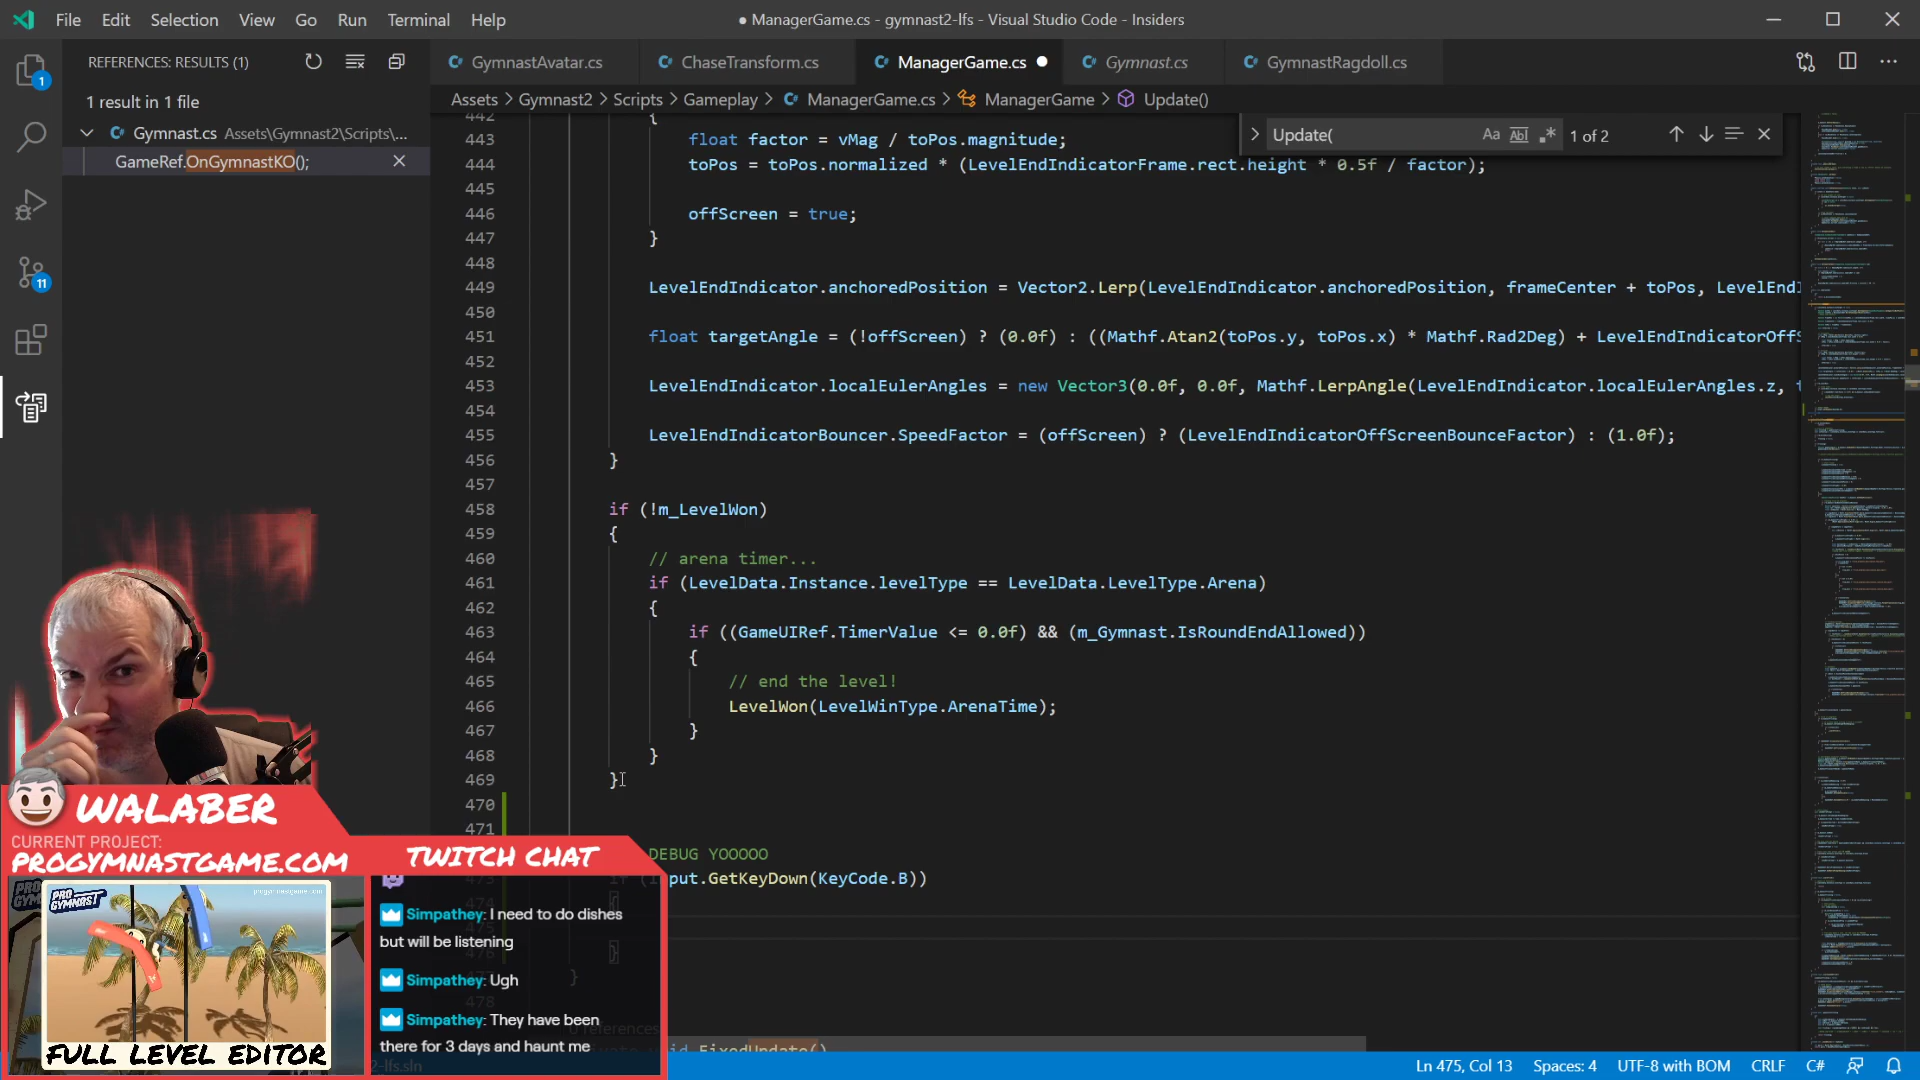 File Edit Selection View Go Run Terminal Help
● ManagerGame.cs - gymnast2-lfs - Visual Studio Code - Insiders
REFERENCES: RESULTS (1)
1 result in 1 file
Gymnast.cs Assets\Gymnast2\Scripts\...
GameRef.OnGymnastKO();
1
11
GymnastAvatar.cs ChaseTransform.cs ManagerGame.cs ● Gymnast.cs GymnastRagdoll.cs
Assets > Gymnast2 > Scripts > Gameplay > ManagerGame.cs > ManagerGame > Update()
Update( 1 of 2
442 {
443 float factor = vMag / toPos.magnitude;
444 toPos = toPos.normalized * (LevelEndIndicatorFrame.rect.height * 0.5f / factor);
445
446 offScreen = true;
447 }
448
449 LevelEndIndicator.anchoredPosition = Vector2.Lerp(LevelEndIndicator.anchoredPosition, frameCenter + toPos, LevelEndI
450
451 float targetAngle = (!offScreen) ? (0.0f) : ((Mathf.Atan2(toPos.y, toPos.x) * Mathf.Rad2Deg) + LevelEndIndicatorOffS
452
453 LevelEndIndicator.localEulerAngles = new Vector3(0.0f, 0.0f, Mathf.LerpAngle(LevelEndIndicator.localEulerAngles.z, t
454
455 LevelEndIndicatorBouncer.SpeedFactor = (offScreen) ? (LevelEndIndicatorOffScreenBounceFactor) : (1.0f);
456 }
457
458 if (!m_LevelWon)
459 {
460 // arena timer...
461 if (LevelData.Instance.levelType == LevelData.LevelType.Arena)
462 {
463 if ((GameUIRef.TimerValue <= 0.0f) && (m_Gymnast.IsRoundEndAllowed))
464 {
465 // end the level!
466 LevelWon(LevelWinType.ArenaTime);
467 }
468 }
469 }
470
471
DEBUG YOOOOO
if (Input.GetKeyDown(KeyCode.B))
{
}
}
478
private void FixedUpdate()
WALABER
CURRENT PROJECT:
PROGYMNASTGAME.COM
PRO GYMNAST
FULL LEVEL EDITOR
TWITCH CHAT
Simpathey: I need to do dishes
but will be listening
Simpathey: Ugh
Simpathey: They have been
there for 3 days and haunt me
Ln 475, Col 13 Spaces: 4 UTF-8 with BOM CRLF C#